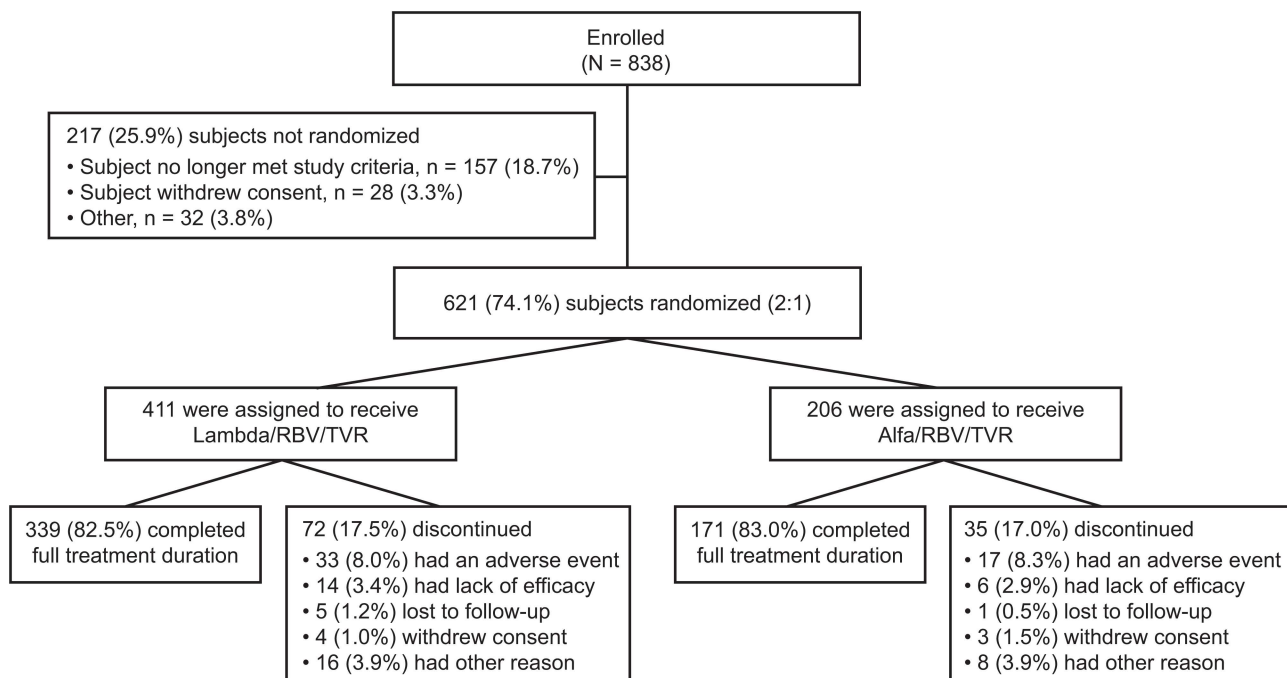 Enrolled
(N = 838)
217 (25.9%) subjects not randomized
• Subject no longer met study criteria, n = 157 (18.7%)
• Subject withdrew consent, n = 28 (3.3%)
• Other, n = 32 (3.8%)
621 (74.1%) subjects randomized (2:1)
411 were assigned to receive
Lambda/RBV/TVR
206 were assigned to receive
Alfa/RBV/TVR
339 (82.5%) completed
full treatment duration
72 (17.5%) discontinued
• 33 (8.0%) had an adverse event
• 14 (3.4%) had lack of efficacy
• 5 (1.2%) lost to follow-up
• 4 (1.0%) withdrew consent
• 16 (3.9%) had other reason
171 (83.0%) completed
full treatment duration
35 (17.0%) discontinued
• 17 (8.3%) had an adverse event
• 6 (2.9%) had lack of efficacy
• 1 (0.5%) lost to follow-up
• 3 (1.5%) withdrew consent
• 8 (3.9%) had other reason